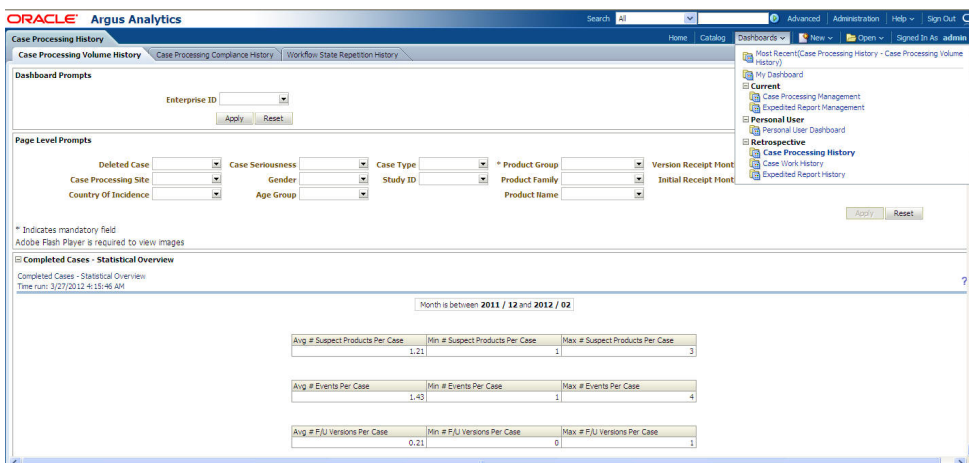 ORACLE Argus Analytics Search All Advanced Administration Help Sign Out
Case Processing History Home Catalog Dashboards New Open Signed In As admin
Case Processing Volume History Case Processing Compliance History Workflow State Repetition History
Most Recent(Case Processing History - Case Processing Volume
History)
My Dashboard
Current
Case Processing Management
Expedited Report Management
Personal User
Personal User Dashboard
Retrospective
Case Processing History
Case Work History
Expedited Report History
Dashboard Prompts
Enterprise ID
Apply Reset
Page Level Prompts
Deleted Case Case Seriousness Case Type * Product Group Version Receipt Mont
Case Processing Site Gender Study ID Product Family Initial Receipt Mont
Country Of Incidence Age Group Product Name
Apply Reset
* Indicates mandatory field
Adobe Flash Player is required to view images
Completed Cases - Statistical Overview
Completed Cases - Statistical Overview
Time run: 3/27/2012 4:15:46 AM
?
Month is between 2011 / 12 and 2012 / 02
Avg # Suspect Products Per Case Min # Suspect Products Per Case Max # Suspect Products Per Case
1.21 1 3
Avg # Events Per Case Min # Events Per Case Max # Events Per Case
1.43 1 4
Avg # F/U Versions Per Case Min # F/U Versions Per Case Max # F/U Versions Per Case
0.21 0 1